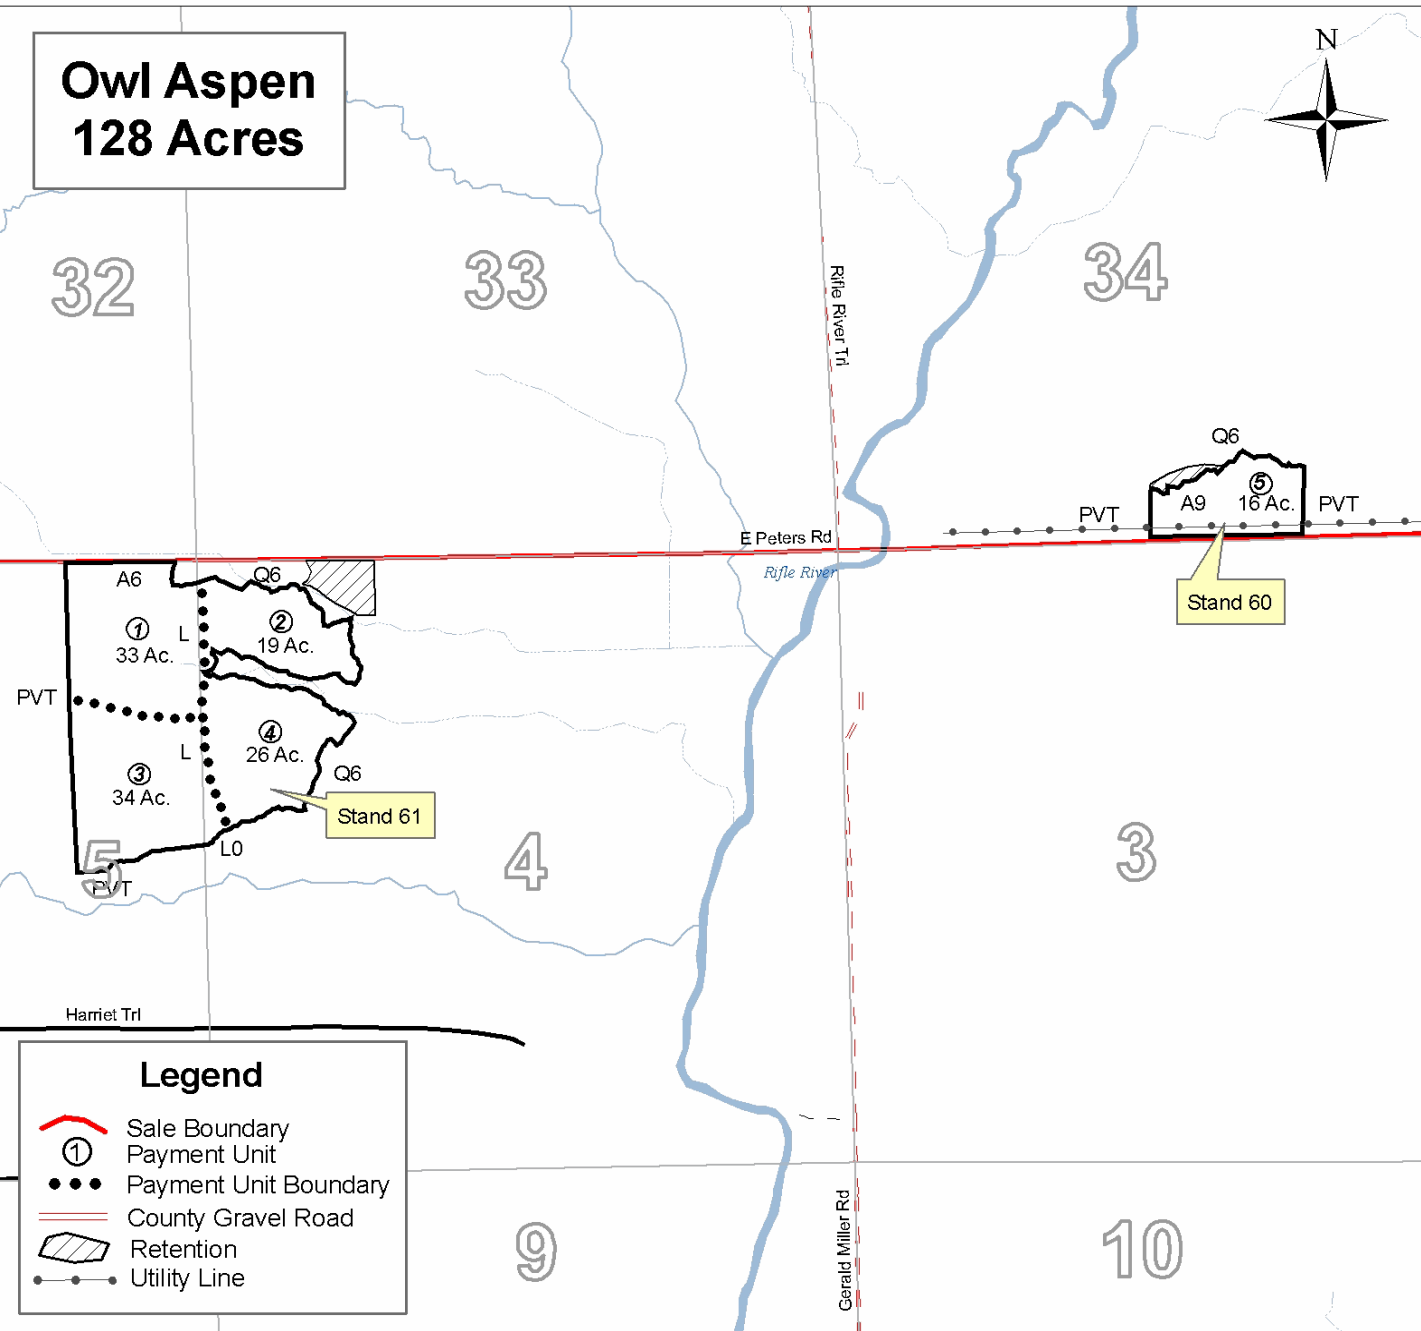 Owl Aspen
128 Acres
N
32
33
34
Rifle River Trl
Q6
5
A9
16 Ac.
PVT
PVT
E Peters Rd
Rifle River
Stand 60
A6
Q6
1
33 Ac.
L
2
19 Ac.
PVT
L
4
26 Ac.
3
34 Ac.
Q6
Stand 61
L0
5
PVT
4
3
Harriet Trl
Legend
Sale Boundary
1 Payment Unit
Payment Unit Boundary
County Gravel Road
Retention
Utility Line
9
Gerald Miller Rd
10